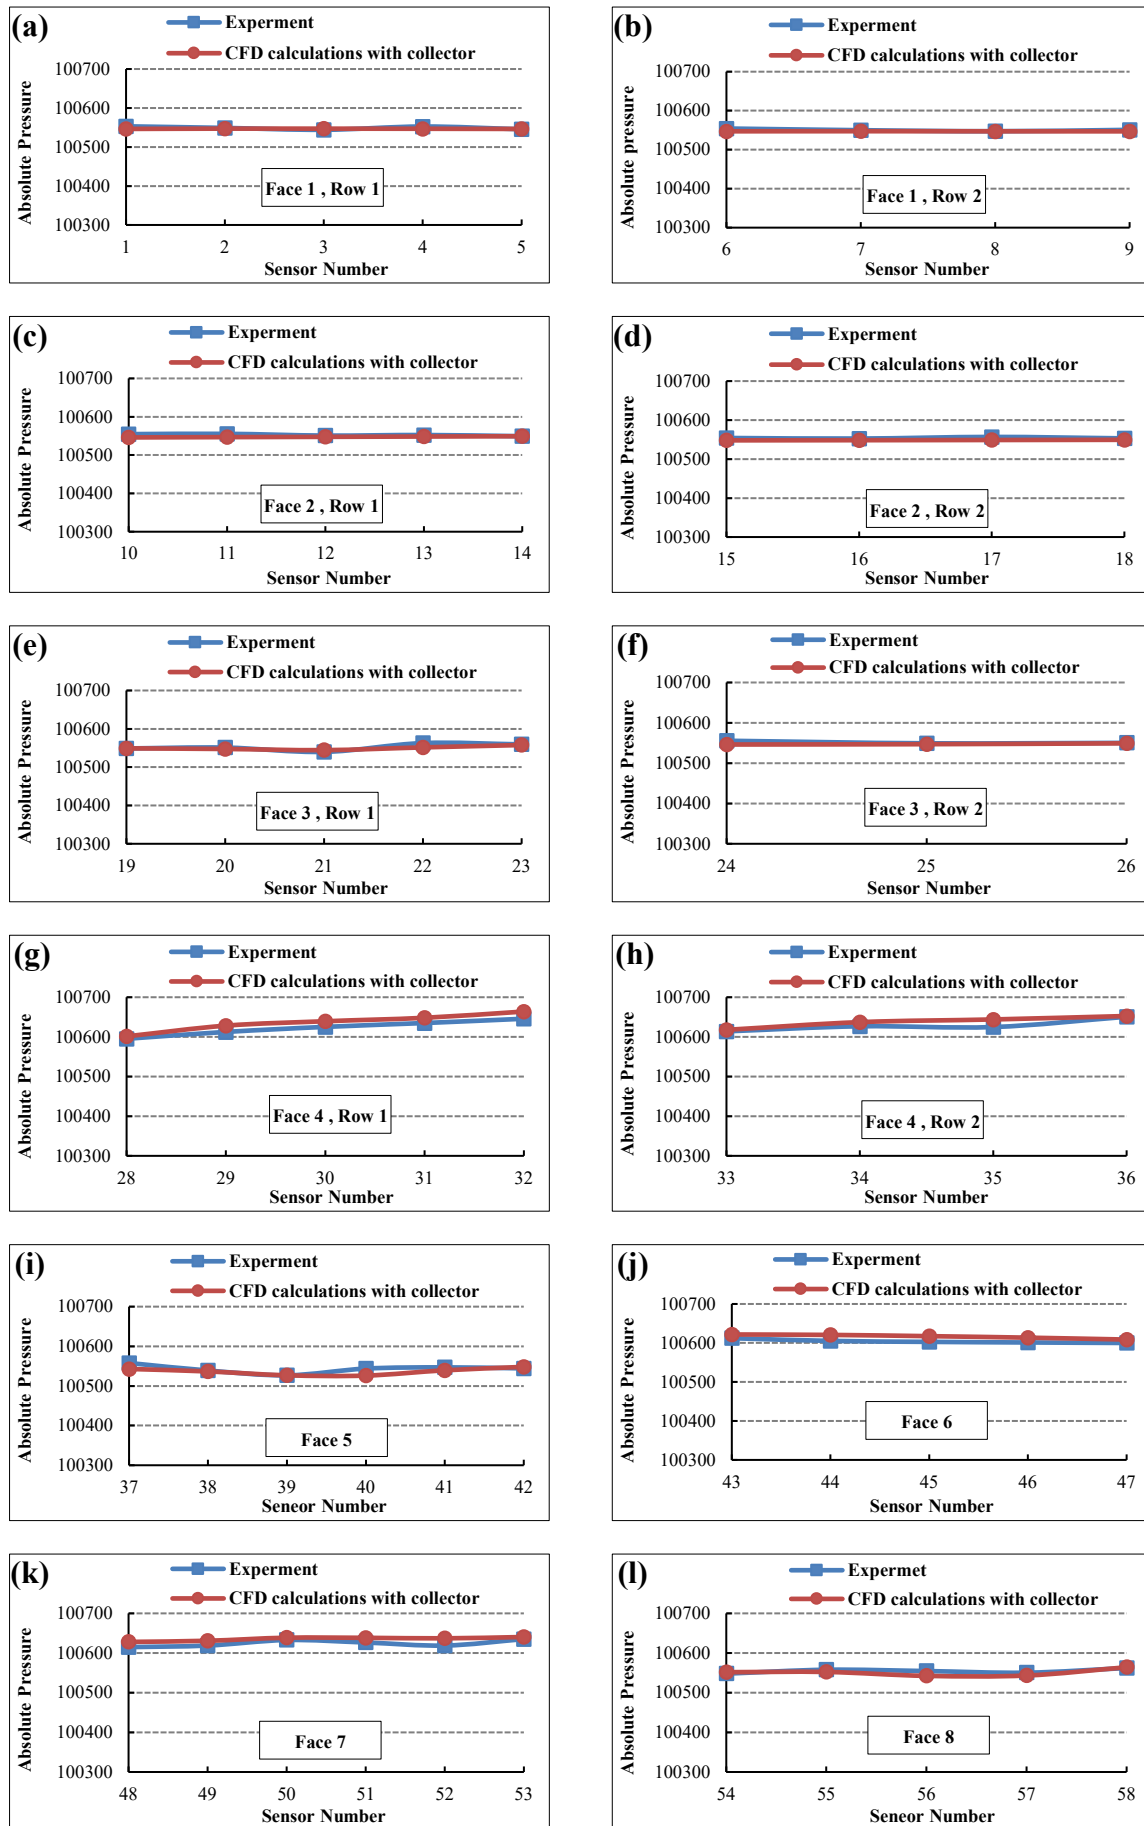 (a)
Experment
CFD calculations with collector
Absolute Pressure
100700
100600
100500
100400
100300
Face 1 , Row 1
1 2 3 4 5
Sensor Number
(b)
Experment
CFD calculations with collector
Absolute pressure
100700
100600
100500
100400
100300
Face 1 , Row 2
6 7 8 9
Sensor Number
(c)
Experment
CFD calculations with collector
Absolute Pressure
100700
100600
100500
100400
100300
Face 2 , Row 1
10 11 12 13 14
Sensor Number
(d)
Experment
CFD calculations with collector
Absolute Pressure
100700
100600
100500
100400
100300
Face 2 , Row 2
15 16 17 18
Sensor Number
(e)
Experment
CFD calculations with collector
Absolute Pressure
100700
100600
100500
100400
100300
Face 3 , Row 1
19 20 21 22 23
Sensor Number
(f)
Experment
CFD calculations with collector
Absolute Pressure
100700
100600
100500
100400
100300
Face 3 , Row 2
24 25 26
Sensor Number
(g)
Experment
CFD calculations with collector
Absolute Pressure
100700
100600
100500
100400
100300
Face 4 , Row 1
28 29 30 31 32
Sensor Number
(h)
Experment
CFD calculations with collector
Absolute Pressure
100700
100600
100500
100400
100300
Face 4 , Row 2
33 34 35 36
Sensor Number
(i)
Experment
CFD calculations with collector
Absolute Pressure
100700
100600
100500
100400
100300
Face 5
37 38 39 40 41 42
Seneor Number
(j)
Experment
CFD calculations with collector
Absolute Pressure
100700
100600
100500
100400
100300
Face 6
43 44 45 46 47
Sensor Number
(k)
Experment
CFD calculations with collector
Absolute Pressure
100700
100600
100500
100400
100300
Face 7
48 49 50 51 52 53
Sensor Number
(l)
Expermet
CFD calculations with collector
Absolute Pressure
100700
100600
100500
100400
100300
Face 8
54 55 56 57 58
Seneor Number